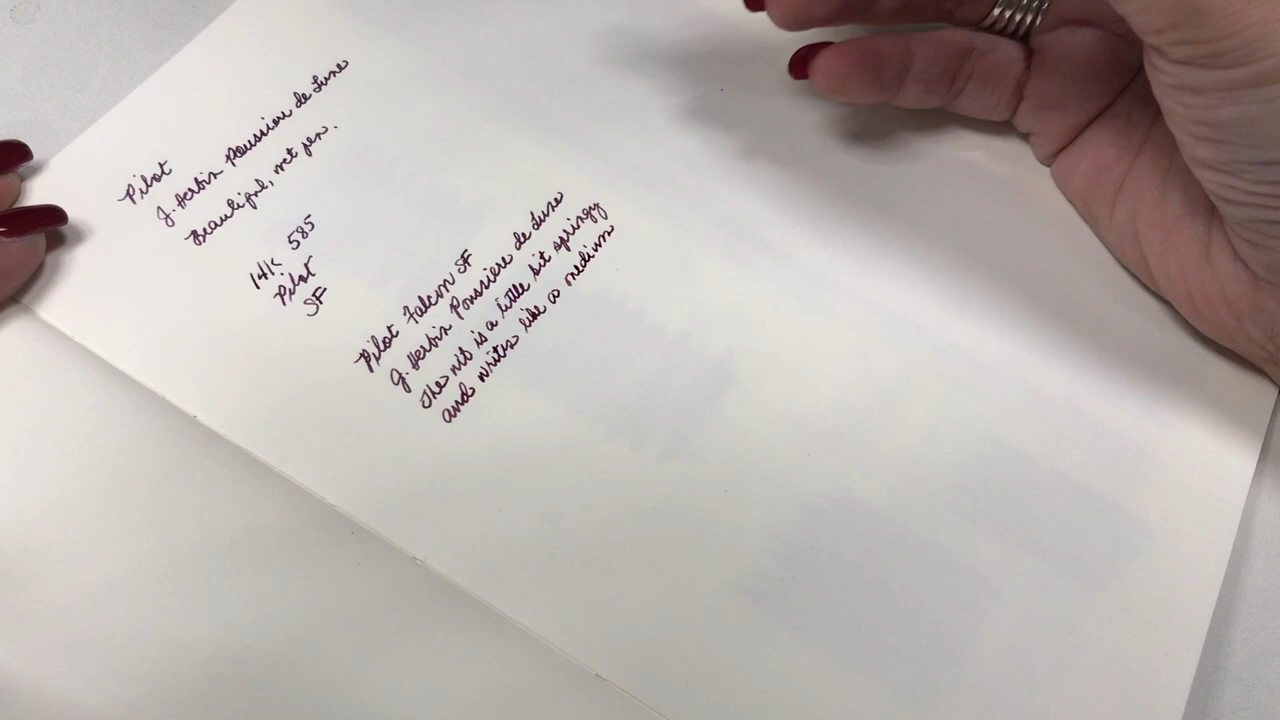 Pilot
J. Herbin Poussiere de Lune
Beautiful, wet pen.
14K 585
Pilot
SF
Pilot Falcon SF
J. Herbin Poussiere de Lune
The nib is a little bit springy
and writes like a medium